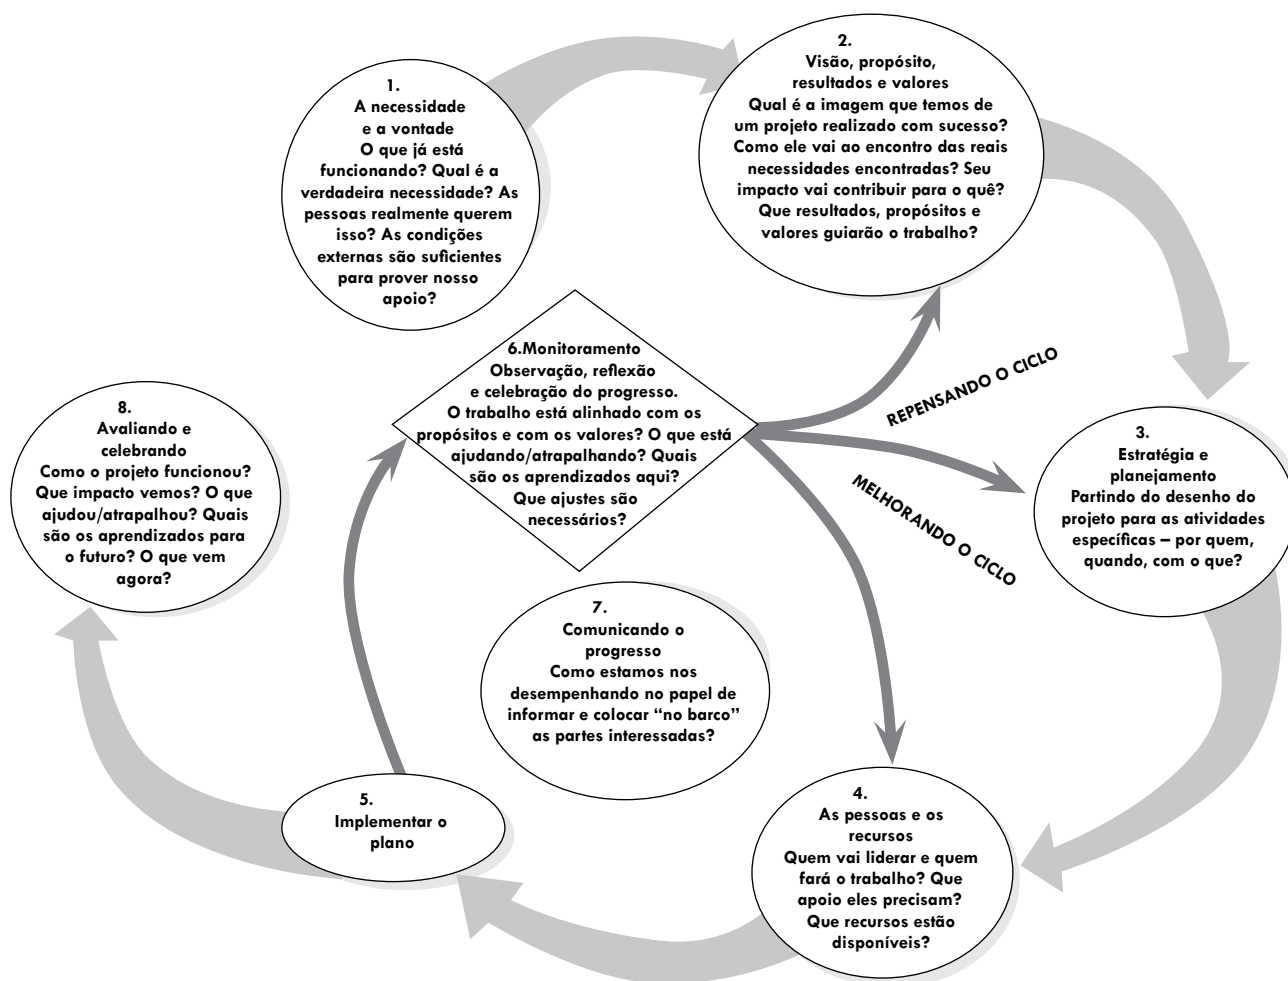 1.
A necessidade
e a vontade
O que já está
funcionando? Qual é a
verdadeira necessidade? As
pessoas realmente querem
isso? As condições
externas são suficientes
para prover nosso
apoio?
2.
Visão, propósito,
resultados e valores
Qual é a imagem que temos de
um projeto realizado com sucesso?
Como ele vai ao encontro das reais
necessidades encontradas? Seu
impacto vai contribuir para o quê?
Que resultados, propósitos e
valores guiarão o trabalho?
REPENSANDO O CICLO
MELHORANDO O CICLO
3.
Estratégia e
planejamento
Partindo do desenho do
projeto para as atividades
específicas – por quem,
quando, com o que?
4.
As pessoas e os
recursos
Quem vai liderar e quem
fará o trabalho? Que
apoio eles precisam?
Que recursos estão
disponíveis?
5.
Implementar o
plano
6.Monitoramento
Observação, reflexão
e celebração do progresso.
O trabalho está alinhado com os
propósitos e com os valores? O que está
ajudando/atrapalhando? Quais
são os aprendizados aqui?
Que ajustes são
necessários?
7.
Comunicando o
progresso
Como estamos nos
desempenhando no papel de
informar e colocar “no barco”
as partes interessadas?
8.
Avaliando e
celebrando
Como o projeto funcionou?
Que impacto vemos? O que
ajudou/atrapalhou? Quais
são os aprendizados para
o futuro? O que vem
agora?